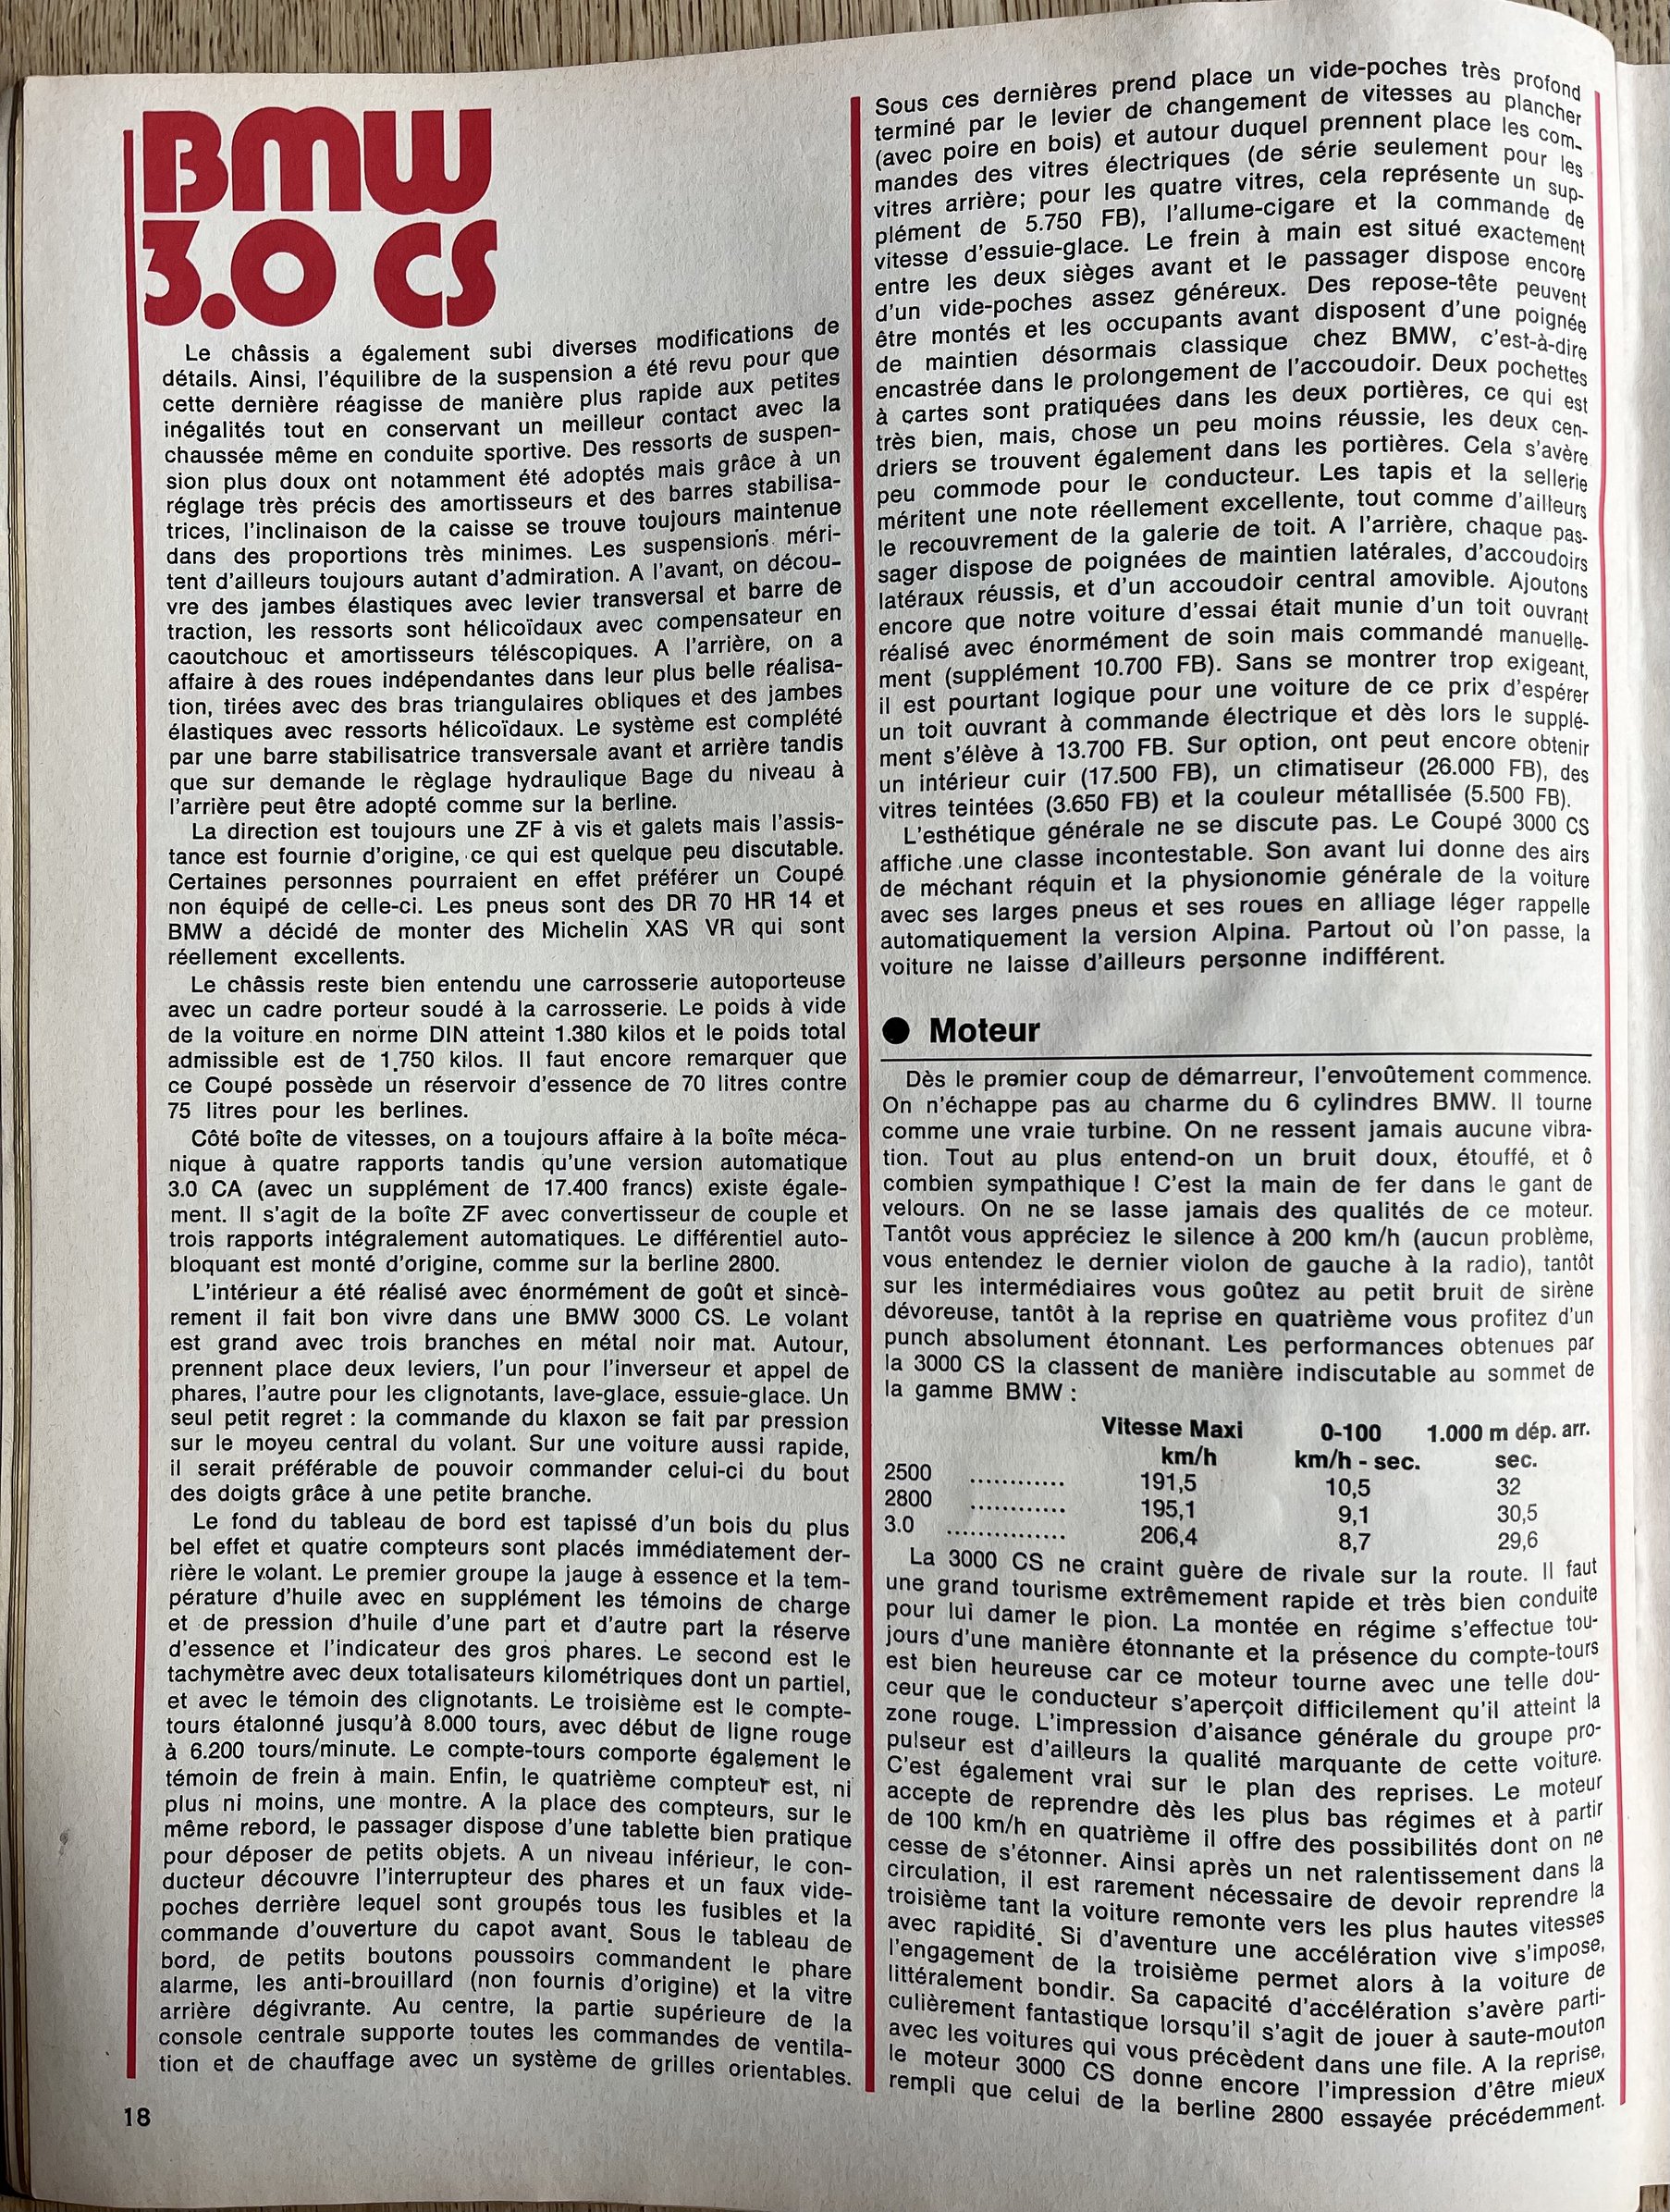 BMW
3.0 CS
Le châssis a également subi diverses modifications de
détails. Ainsi, l'équilibre de la suspension a été revu pour que
cette dernière réagisse de manière plus rapide aux petites
inégalités tout en conservant un meilleur contact avec la
chaussée même en conduite sportive. Des ressorts de suspen-
sion plus doux ont notamment été adoptés mais grâce à un
réglage très précis des amortisseurs et des barres stabilisa-
trices, l'inclinaison de la caisse se trouve toujours maintenue
dans des proportions très minimes. Les suspensions méri-
tent d'ailleurs toujours autant d'admiration. A l'avant, on décou-
vre des jambes élastiques avec levier transversal et barre de
traction, les ressorts sont hélicoïdaux avec compensateur en
caoutchouc et amortisseurs téléscopiques. A l'arrière, on a
affaire à des roues indépendantes dans leur plus belle réalisa-
tion, tirées avec des bras triangulaires obliques et des jambes
élastiques avec ressorts hélicoïdaux. Le système est complété
par une barre stabilisatrice transversale avant et arrière tandis
que sur demande le règlage hydraulique Bage du niveau à
l'arrière peut être adopté comme sur la berline.
La direction est toujours une ZF à vis et galets mais l'assis-
tance est fournie d'origine, ce qui est quelque peu discutable.
Certaines personnes pourraient en effet préférer un Coupé
non équipé de celle-ci. Les pneus sont des DR 70 HR 14 et
BMW a décidé de monter des Michelin XAS VR qui sont
réellement excellents.
Le châssis reste bien entendu une carrosserie autoporteuse
avec un cadre porteur soudé à la carrosserie. Le poids à vide
de la voiture en norme DIN atteint 1.380 kilos et le poids total
admissible est de 1.750 kilos. Il faut encore remarquer que
ce Coupé possède un réservoir d'essence de 70 litres contre
75 litres pour les berlines.
Côté boîte de vitesses, on a toujours affaire à la boîte méca-
nique à quatre rapports tandis qu'une version automatique
3.0 CA (avec un supplément de 17.400 francs) existe égale-
ment. Il s'agit de la boîte ZF avec convertisseur de couple et
trois rapports intégralement automatiques. Le différentiel auto-
bloquant est monté d'origine, comme sur la berline 2800.
L'intérieur a été réalisé avec énormément de goût et sincè-
rement il fait bon vivre dans une BMW 3000 CS. Le volant
est grand avec trois branches en métal noir mat. Autour,
prennent place deux leviers, l'un pour l'inverseur et appel de
phares, l'autre pour les clignotants, lave-glace, essuie-glace. Un
seul petit regret : la commande du klaxon se fait par pression
sur le moyeu central du volant. Sur une voiture aussi rapide,
il serait préférable de pouvoir commander celui-ci du bout
des doigts grâce à une petite branche.
Le fond du tableau de bord est tapissé d'un bois du plus
bel effet et quatre compteurs sont placés immédiatement der-
rière le volant. Le premier groupe la jauge à essence et la tem-
pérature d'huile avec en supplément les témoins de charge
et de pression d'huile d'une part et d'autre part la réserve
d'essence et l'indicateur des gros phares. Le second est le
tachymètre avec deux totalisateurs kilométriques dont un partiel,
et avec le témoin des clignotants. Le troisième est le compte-
tours étalonné jusqu'à 8.000 tours, avec début de ligne rouge
à 6.200 tours/minute. Le compte-tours comporte également le
témoin de frein à main. Enfin, le quatrième compteur est, ni
plus ni moins, une montre. A la place des compteurs, sur le
même rebord, le passager dispose d'une tablette bien pratique
pour déposer de petits objets. A un niveau inférieur, le con-
ducteur découvre l'interrupteur des phares et un faux vide-
poches derrière lequel sont groupés tous les fusibles et la
commande d'ouverture du capot avant. Sous le tableau de
bord, de petits boutons poussoirs commandent le phare
alarme, les anti-brouillard (non fournis d'origine) et la vitre
arrière dégivrante. Au centre, la partie supérieure de la
console centrale supporte toutes les commandes de ventila-
tion et de chauffage avec un système de grilles orientables.
18
Sous ces dernières prend place un vide-poches très profond
terminé par le levier de changement de vitesses au plancher
(avec poire en bois) et autour duquel prennent place les com-
mandes des vitres électriques (de série seulement pour les
vitres arrière; pour les quatre vitres, cela représente un sup-
plément de 5.750 FB), l'allume-cigare et la commande de
vitesse d'essuie-glace. Le frein à main est situé exactement
entre les deux sièges avant et le passager dispose encore
d'un vide-poches assez généreux. Des repose-tête peuvent
être montés et les occupants avant disposent d'une poignée
de maintien désormais classique chez BMW, c'est-à-dire
encastrée dans le prolongement de l'accoudoir. Deux pochettes
à cartes sont pratiquées dans les deux portières, ce qui est
très bien, mais, chose un peu moins réussie, les deux cen-
driers se trouvent également dans les portières. Cela s'avère
peu commode pour le conducteur. Les tapis et la sellerie
méritent une note réellement excellente, tout comme d'ailleurs
le recouvrement de la galerie de toit. A l'arrière, chaque pas-
sager dispose de poignées de maintien latérales, d'accoudoirs
latéraux réussis, et d'un accoudoir central amovible. Ajoutons
encore que notre voiture d'essai était munie d'un toit ouvrant
réalisé avec énormément de soin mais commandé manuelle-
ment (supplément 10.700 FB). Sans se montrer trop exigeant,
il est pourtant logique pour une voiture de ce prix d'espérer
un toit ouvrant à commande électrique et dès lors le supplé-
ment s'élève à 13.700 FB. Sur option, ont peut encore obtenir
un intérieur cuir (17.500 FB), un climatiseur (26.000 FB), des
vitres teintées (3.650 FB) et la couleur métallisée (5.500 FB).
L'esthétique générale ne se discute pas. Le Coupé 3000 CS
affiche une classe incontestable. Son avant lui donne des airs
de méchant réquin et la physionomie générale de la voiture
avec ses larges pneus et ses roues en alliage léger rappelle
automatiquement la version Alpina. Partout où l'on passe, la
voiture ne laisse d'ailleurs personne indifférent.
● Moteur
Dès le premier coup de démarreur, l'envoûtement commence.
On n'échappe pas au charme du 6 cylindres BMW. Il tourne
comme une vraie turbine. On ne ressent jamais aucune vibra-
tion. Tout au plus entend-on un bruit doux, étouffé, et ô
combien sympathique ! C'est la main de fer dans le gant de
velours. On ne se lasse jamais des qualités de ce moteur.
Tantôt vous appréciez le silence à 200 km/h (aucun problème,
vous entendez le dernier violon de gauche à la radio), tantôt
sur les intermédiaires vous goûtez au petit bruit de sirène
dévoreuse, tantôt à la reprise en quatrième vous profitez d'un
punch absolument étonnant. Les performances obtenues par
la 3000 CS la classent de manière indiscutable au sommet de
la gamme BMW :
Vitesse Maxi 0-100 1.000 m dép. arr.
km/h km/h - sec. sec.
2500 ............ 191,5 10,5 32
2800 ............ 195,1 9,1 30,5
3.0 ............... 206,4 8,7 29,6
La 3000 CS ne craint guère de rivale sur la route. Il faut
une grand tourisme extrêmement rapide et très bien conduite
pour lui damer le pion. La montée en régime s'effectue tou-
jours d'une manière étonnante et la présence du compte-tours
est bien heureuse car ce moteur tourne avec une telle dou-
ceur que le conducteur s'aperçoit difficilement qu'il atteint la
zone rouge. L'impression d'aisance générale du groupe pro-
pulseur est d'ailleurs la qualité marquante de cette voiture.
C'est également vrai sur le plan des reprises. Le moteur
accepte de reprendre dès les plus bas régimes et à partir
de 100 km/h en quatrième il offre des possibilités dont on ne
cesse de s'étonner. Ainsi après un net ralentissement dans la
circulation, il est rarement nécessaire de devoir reprendre la
troisième tant la voiture remonte vers les plus hautes vitesses
avec rapidité. Si d'aventure une accélération vive s'impose,
l'engagement de la troisième permet alors à la voiture de
littéralement bondir. Sa capacité d'accélération s'avère parti-
culièrement fantastique lorsqu'il s'agit de jouer à saute-mouton
avec les voitures qui vous précèdent dans une file. A la reprise,
le moteur 3000 CS donne encore l'impression d'être mieux
rempli que celui de la berline 2800 essayée précédemment.